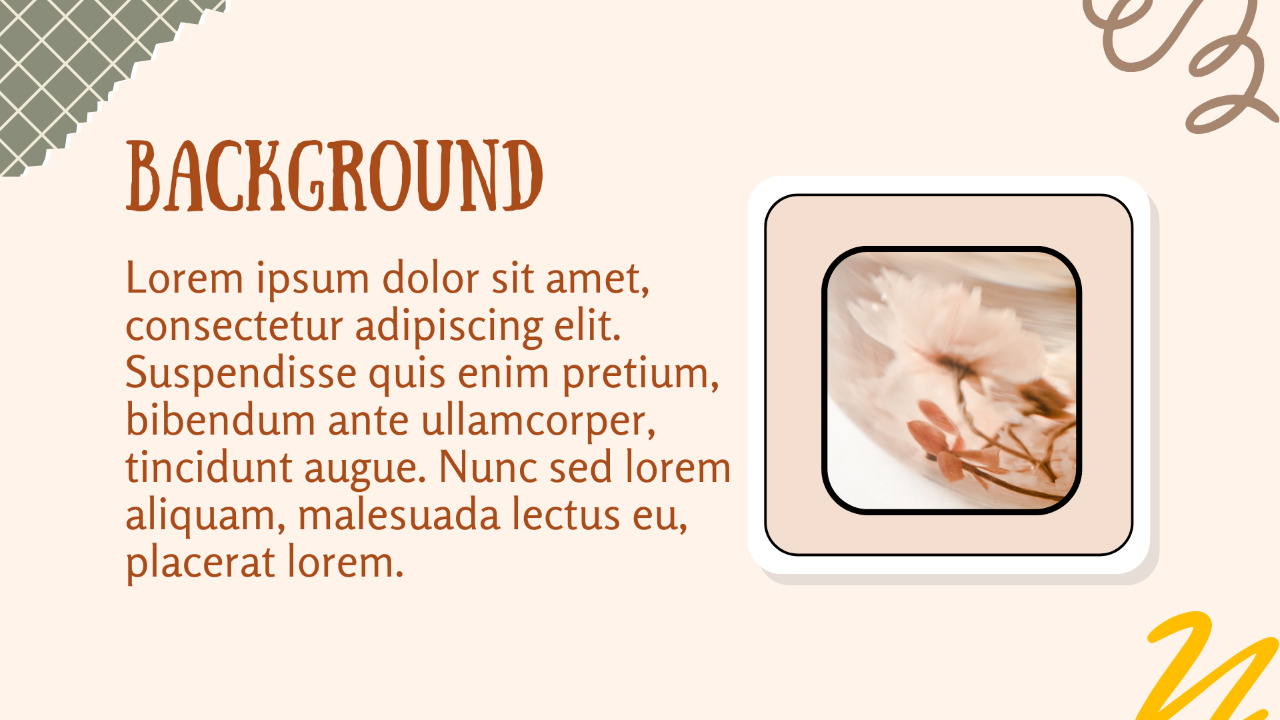 BACKGROUND
Lorem ipsum dolor sit amet,
consectetur adipiscing elit.
Suspendisse quis enim pretium,
bibendum ante ullamcorper,
tincidunt augue. Nunc sed lorem
aliquam, malesuada lectus eu,
placerat lorem.